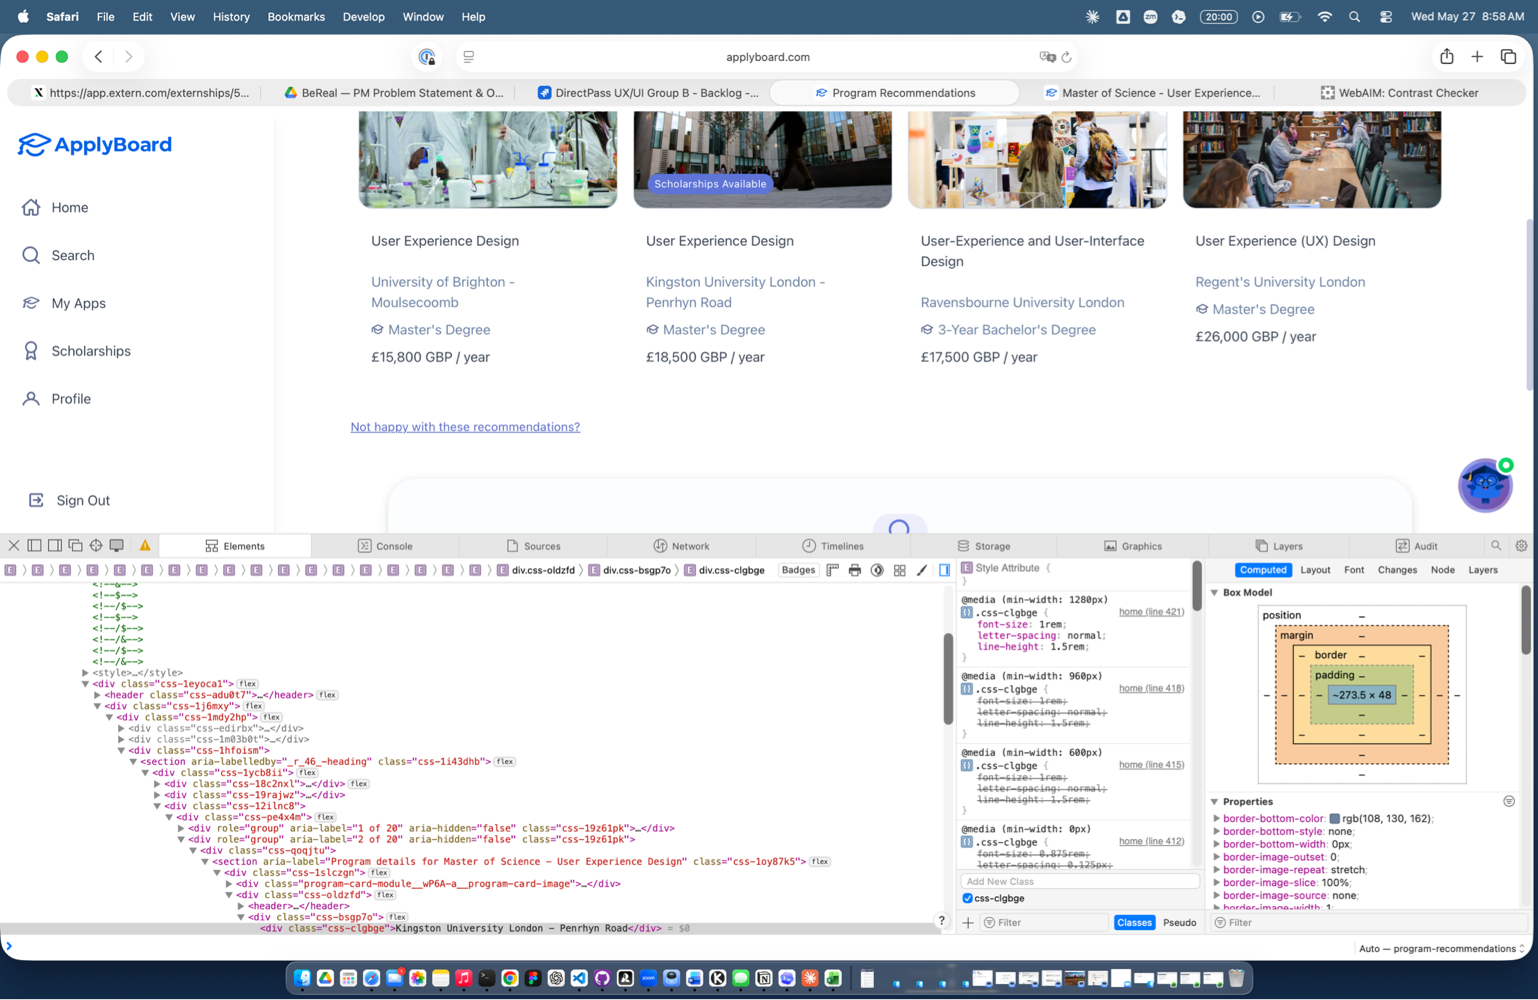 Safari File Edit View History Bookmarks Develop Window Help
zm 20:00 Wed May 27 8:58 AM
applyboard.com
https://app.extern.com/externships/5...
BeReal — PM Problem Statement & O...
DirectPass UX/UI Group B - Backlog -...
Program Recommendations
Master of Science - User Experience...
WebAIM: Contrast Checker
ApplyBoard
Home
Search
My Apps
Scholarships
Profile
Sign Out
User Experience Design
University of Brighton -
Moulsecoomb
Master's Degree
£15,800 GBP / year
Scholarships Available
User Experience Design
Kingston University London -
Penrhyn Road
Master's Degree
£18,500 GBP / year
User-Experience and User-Interface
Design
Ravensbourne University London
3-Year Bachelor's Degree
£17,500 GBP / year
User Experience (UX) Design
Regent's University London
Master's Degree
£26,000 GBP / year
Not happy with these recommendations?
Elements Console Sources Network Timelines Storage Graphics Layers Audit
E E E E E E E E E E E E E E E E E E E div.css-oldzfd E div.css-bsgp7o E div.css-clgbge Badges
<!--&-->
<!--$-->
<!--/$-->
<!--$-->
<!--/$-->
<!--/&-->
<!--/$-->
<!--/&-->
<style>…</style>
<div class="css-1eyoca1"> flex
<header class="css-adu0t7">…</header> flex
<div class="css-1j6mxy"> flex
<div class="css-1mdy2hp"> flex
<div class="css-edirbx">…</div>
<div class="css-1m03b0t">…</div>
<div class="css-1hfoism">
<section aria-labelledby="_r_46_-heading" class="css-1i43dhb"> flex
<div class="css-1ycb8ii"> flex
<div class="css-18c2nxl">…</div> flex
<div class="css-19rajwz">…</div>
<div class="css-12ilnc8">
<div class="css-pe4x4m"> flex
<div role="group" aria-label="1 of 20" aria-hidden="false" class="css-19z61pk">…</div>
<div role="group" aria-label="2 of 20" aria-hidden="false" class="css-19z61pk">
<div class="css-qoqjtu">
<section aria-label="Program details for Master of Science – User Experience Design" class="css-1oy87k5"> flex
<div class="css-1slczgn"> flex
<div class="program-card-module__wP6A-a__program-card-image">…</div>
<div class="css-oldzfd"> flex
<header>…</header>
<div class="css-bsgp7o"> flex
<div class="css-clgbge">Kingston University London – Penrhyn Road</div> = $0
?
E Style Attribute {
}
@media (min-width: 1280px)
.css-clgbge { home (line 421)
font-size: 1rem;
letter-spacing: normal;
line-height: 1.5rem;
}
@media (min-width: 960px)
.css-clgbge { home (line 418)
font-size: 1rem;
letter-spacing: normal;
line-height: 1.5rem;
}
@media (min-width: 600px)
.css-clgbge { home (line 415)
font-size: 1rem;
letter-spacing: normal;
line-height: 1.5rem;
}
@media (min-width: 0px)
.css-clgbge { home (line 412)
font-size: 0.875rem;
letter-spacing: 0.125px;
Add New Class
css-clgbge
Filter Classes Pseudo
Computed Layout Font Changes Node Layers
Box Model
position –
margin –
border –
padding –
– – – – ~273.5 × 48 – – – –
–
–
–
–
Properties
border-bottom-color: rgb(108, 130, 162);
border-bottom-style: none;
border-bottom-width: 0px;
border-image-outset: 0;
border-image-repeat: stretch;
border-image-slice: 100%;
border-image-source: none;
border-image-width: 1;
Filter
Auto — program-recommendations